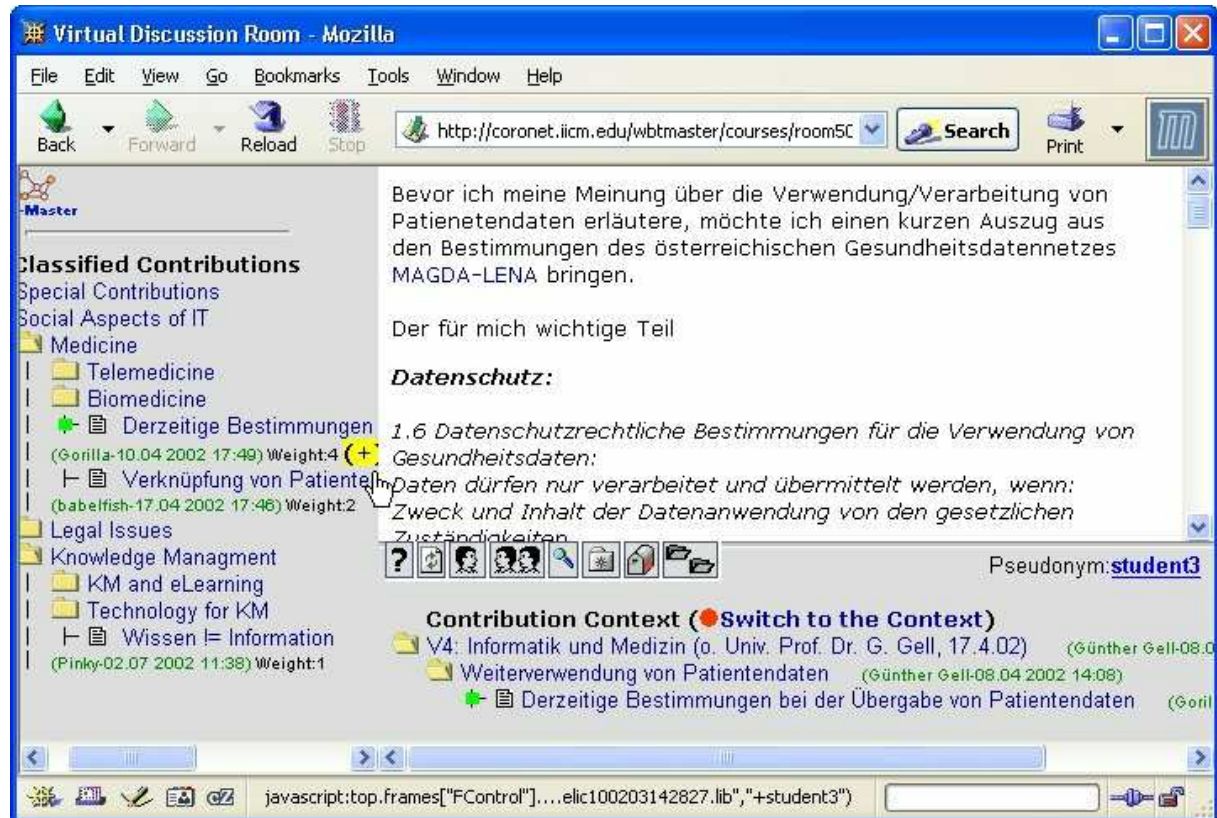 Virtual Discussion Room - Mozilla
File Edit View Go Bookmarks Tools Window Help
Back Forward Reload Stop http://coronet.iicm.edu/wbtmaster/courses/room50 Search Print
-Master
Classified Contributions
Special Contributions
Social Aspects of IT
Medicine
Telemedicine
Biomedicine
Derzeitige Bestimmungen
(Gorilla-10.04 2002 17:49) Weight:4 (+)
Verknüpfung von Patienten
(babelfish-17.04 2002 17:46) Weight:2
Legal Issues
Knowledge Managment
KM and eLearning
Technology for KM
Wissen != Information
(Pinky-02.07 2002 11:38) Weight:1
Bevor ich meine Meinung über die Verwendung/Verarbeitung von
Patienetendaten erläutere, möchte ich einen kurzen Auszug aus
den Bestimmungen des österreichischen Gesundheitsdatennetzes
MAGDA-LENA bringen.
Der für mich wichtige Teil
Datenschutz:
1.6 Datenschutzrechtliche Bestimmungen für die Verwendung von
Gesundheitsdaten:
Daten dürfen nur verarbeitet und übermittelt werden, wenn:
Zweck und Inhalt der Datenanwendung von den gesetzlichen
Zuständigkeiten
?
Pseudonym:student3
Contribution Context (Switch to the Context)
V4: Informatik und Medizin (o. Univ. Prof. Dr. G. Gell, 17.4.02) (Günther Gell-08.0
Weiterverwendung von Patientendaten (Günther Gell-08.04 2002 14:08)
Derzeitige Bestimmungen bei der Übergabe von Patientendaten (Goril
javascript:top.frames["FControl"]....elic100203142827.lib","+student3")